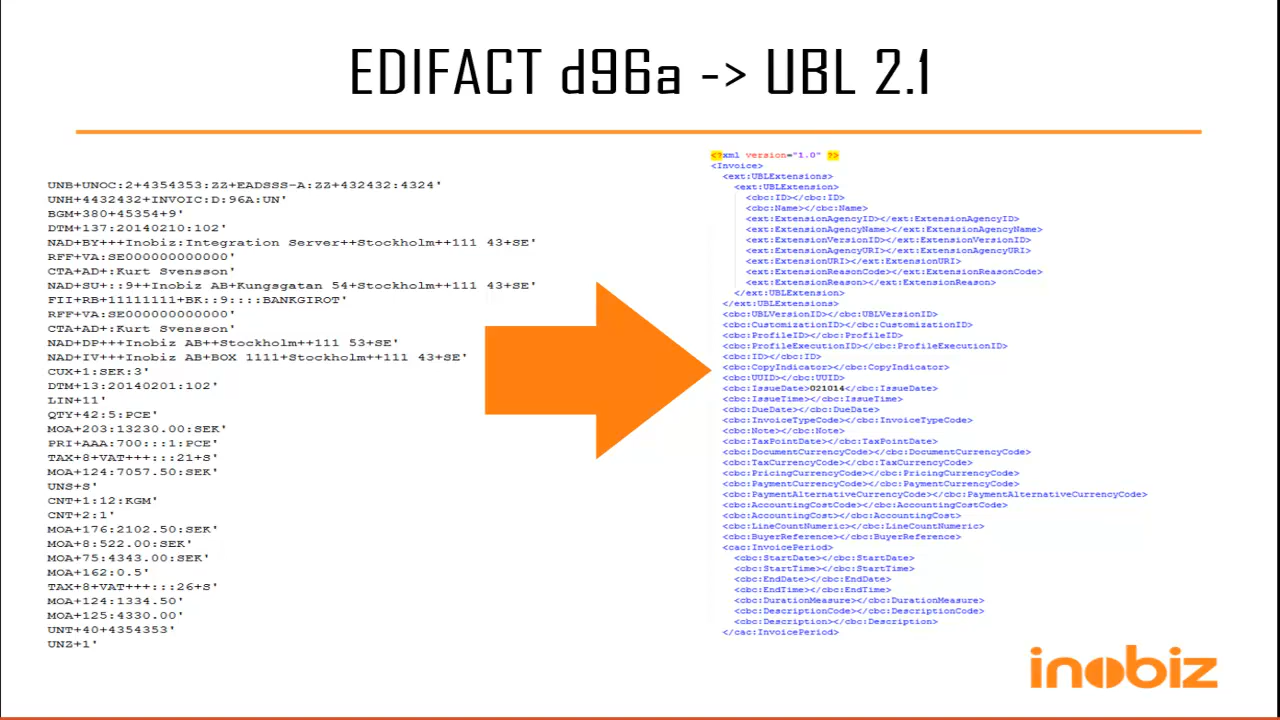 EDIFACT d96a -> UBL 2.1
UNB+UNOC:2+4354353:ZZ+EADSSS-A:ZZ+432432:4324'
UNH+4432432+INVOIC:D:96A:UN'
BGM+380+45354+9'
DTM+137:20140210:102'
NAD+BY+++Inobiz:Integration Server++Stockholm++111 43+SE'
RFF+VA:SE000000000000'
CTA+AD+:Kurt Svensson'
NAD+SU+::9++Inobiz AB+Kungsgatan 54+Stockholm++111 43+SE'
FII+RB+11111111+BK::9::::BANKGIROT'
RFF+VA:SE000000000000'
CTA+AD+:Kurt Svensson'
NAD+DP+++Inobiz AB++Stockholm++111 53+SE'
NAD+IV+++Inobiz AB+BOX 1111+Stockholm++111 43+SE'
CUX+1:SEK:3'
DTM+13:20140201:102'
LIN+11'
QTY+42:5:PCE'
MOA+203:13230.00:SEK'
PRI+AAA:700:::1:PCE'
TAX+8+VAT+++:::21+S'
MOA+124:7057.50:SEK'
UNS+S'
CNT+1:12:KGM'
CNT+2:1'
MOA+176:2102.50:SEK'
MOA+8:522.00:SEK'
MOA+75:4343.00:SEK'
MOA+162:0.5'
TAX+8+VAT+++:::26+S'
MOA+124:1334.50'
MOA+125:4330.00'
UNT+40+4354353'
UNZ+1'
<?xml version="1.0" ?>
<Invoice>
<ext:UBLExtensions>
<ext:UBLExtension>
<cbc:ID></cbc:ID>
<cbc:Name></cbc:Name>
<ext:ExtensionAgencyID></ext:ExtensionAgencyID>
<ext:ExtensionAgencyName></ext:ExtensionAgencyName>
<ext:ExtensionVersionID></ext:ExtensionVersionID>
<ext:ExtensionAgencyURI></ext:ExtensionAgencyURI>
<ext:ExtensionURI></ext:ExtensionURI>
<ext:ExtensionReasonCode></ext:ExtensionReasonCode>
<ext:ExtensionReason></ext:ExtensionReason>
</ext:UBLExtension>
</ext:UBLExtensions>
<cbc:UBLVersionID></cbc:UBLVersionID>
<cbc:CustomizationID></cbc:CustomizationID>
<cbc:ProfileID></cbc:ProfileID>
<cbc:ProfileExecutionID></cbc:ProfileExecutionID>
<cbc:ID></cbc:ID>
<cbc:CopyIndicator></cbc:CopyIndicator>
<cbc:UUID></cbc:UUID>
<cbc:IssueDate>021014</cbc:IssueDate>
<cbc:IssueTime></cbc:IssueTime>
<cbc:DueDate></cbc:DueDate>
<cbc:InvoiceTypeCode></cbc:InvoiceTypeCode>
<cbc:Note></cbc:Note>
<cbc:TaxPointDate></cbc:TaxPointDate>
<cbc:DocumentCurrencyCode></cbc:DocumentCurrencyCode>
<cbc:TaxCurrencyCode></cbc:TaxCurrencyCode>
<cbc:PricingCurrencyCode></cbc:PricingCurrencyCode>
<cbc:PaymentCurrencyCode></cbc:PaymentCurrencyCode>
<cbc:PaymentAlternativeCurrencyCode></cbc:PaymentAlternativeCurrencyCode>
<cbc:AccountingCostCode></cbc:AccountingCostCode>
<cbc:AccountingCost></cbc:AccountingCost>
<cbc:LineCountNumeric></cbc:LineCountNumeric>
<cbc:BuyerReference></cbc:BuyerReference>
<cac:InvoicePeriod>
<cbc:StartDate></cbc:StartDate>
<cbc:StartTime></cbc:StartTime>
<cbc:EndDate></cbc:EndDate>
<cbc:EndTime></cbc:EndTime>
<cbc:DurationMeasure></cbc:DurationMeasure>
<cbc:DescriptionCode></cbc:DescriptionCode>
<cbc:Description></cbc:Description>
</cac:InvoicePeriod>
inobiz